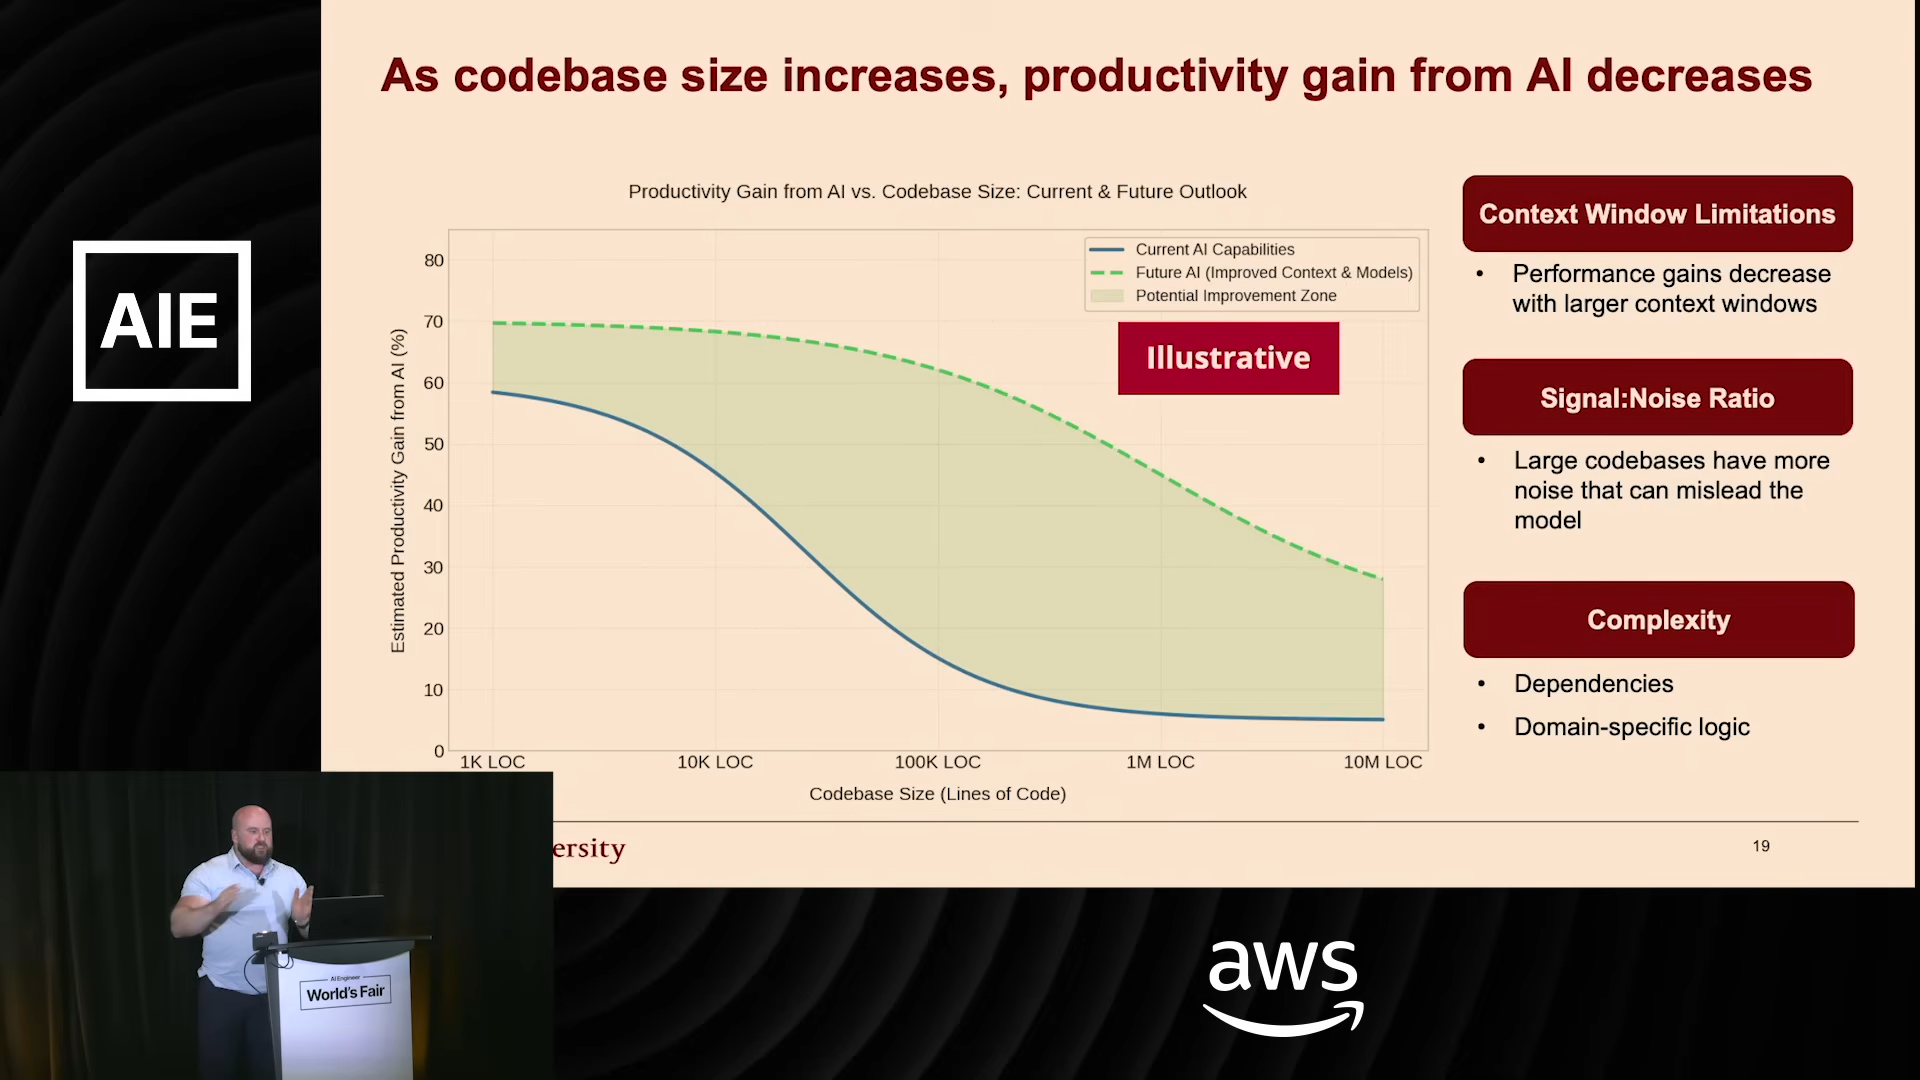 As codebase size increases, productivity gain from AI decreases
AIE
Productivity Gain from AI vs. Codebase Size: Current & Future Outlook
Current AI Capabilities
Future AI (Improved Context & Models)
Potential Improvement Zone
Illustrative
Estimated Productivity Gain from AI (%)
80
70
60
50
40
30
20
10
0
1K LOC
10K LOC
100K LOC
1M LOC
10M LOC
Codebase Size (Lines of Code)
Context Window Limitations
• Performance gains decrease
with larger context windows
Signal:Noise Ratio
• Large codebases have more
noise that can mislead the
model
Complexity
• Dependencies
• Domain-specific logic
ersity
19
AI Engineer
World's Fair
aws